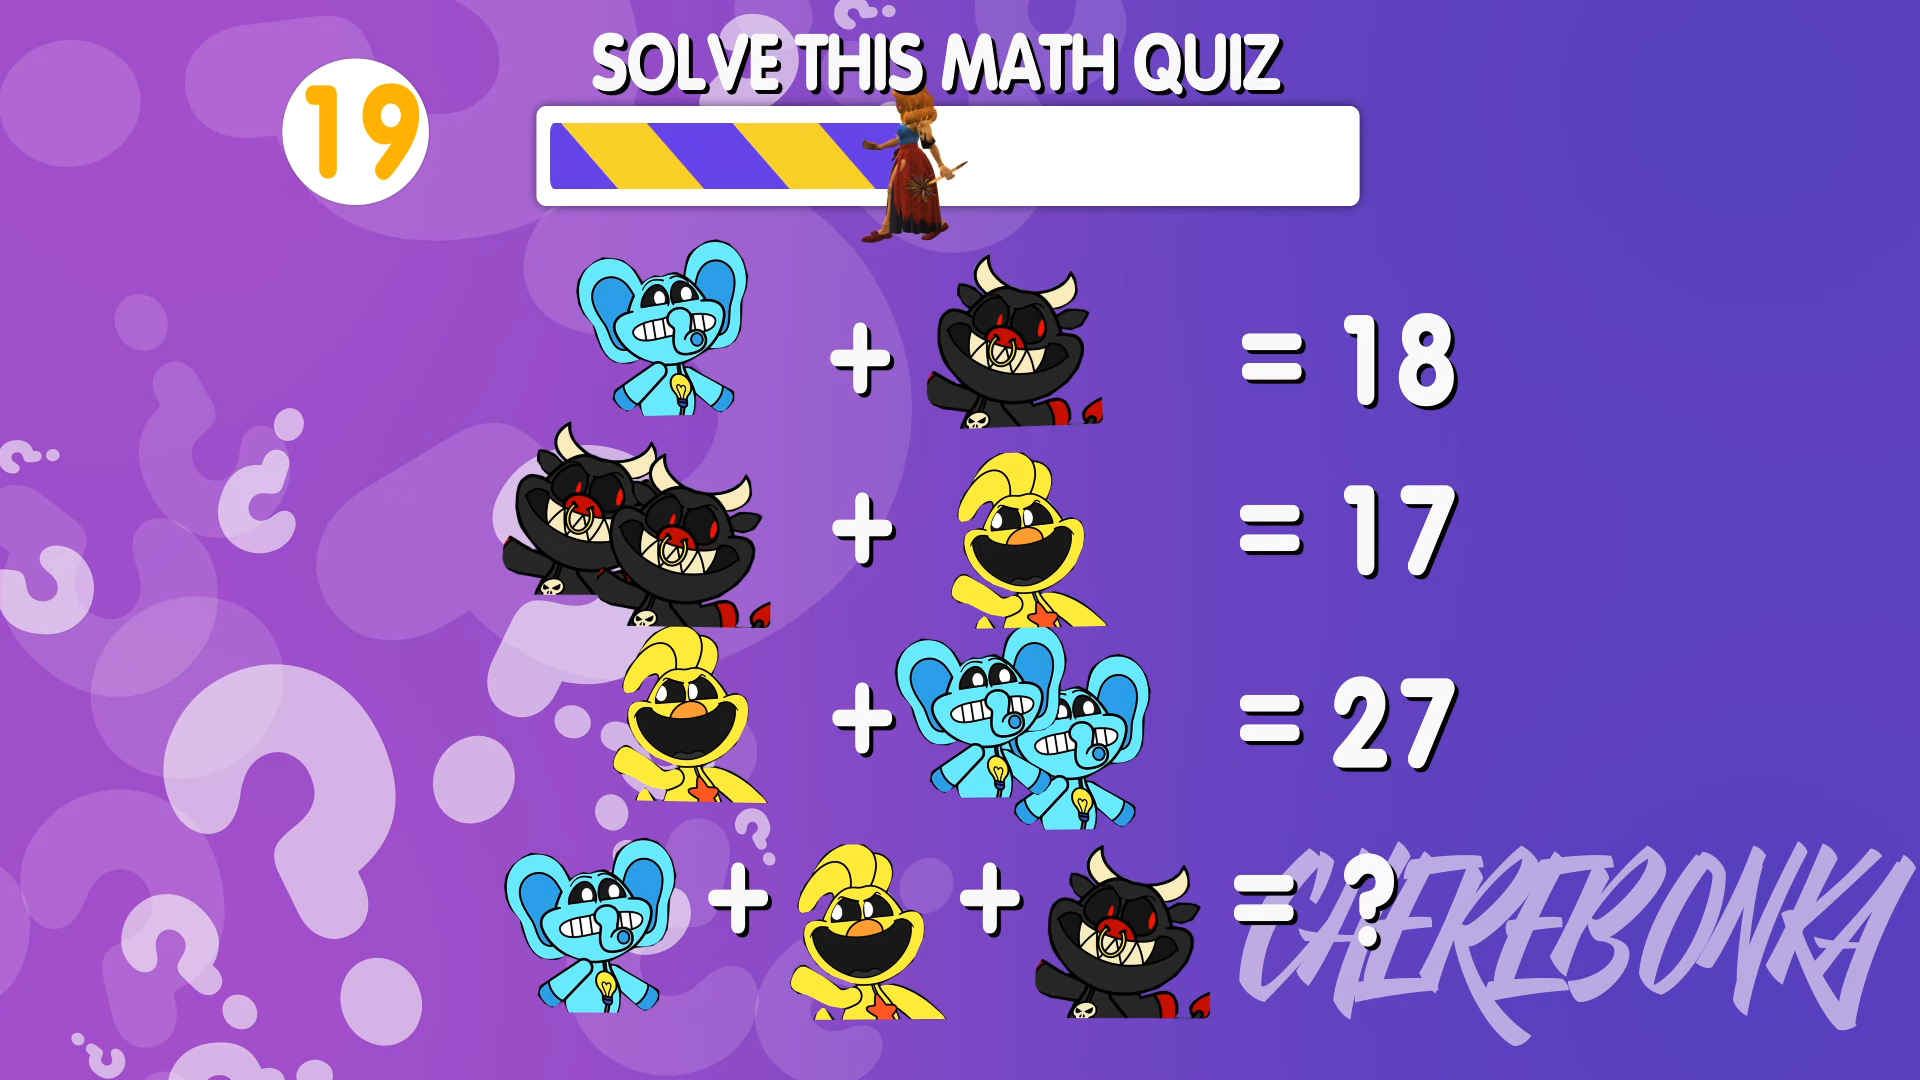 SOLVE THIS MATH QUIZ
19
+ = 18
+ = 17
+ = 27
+ + = ?
CHEREBONKA